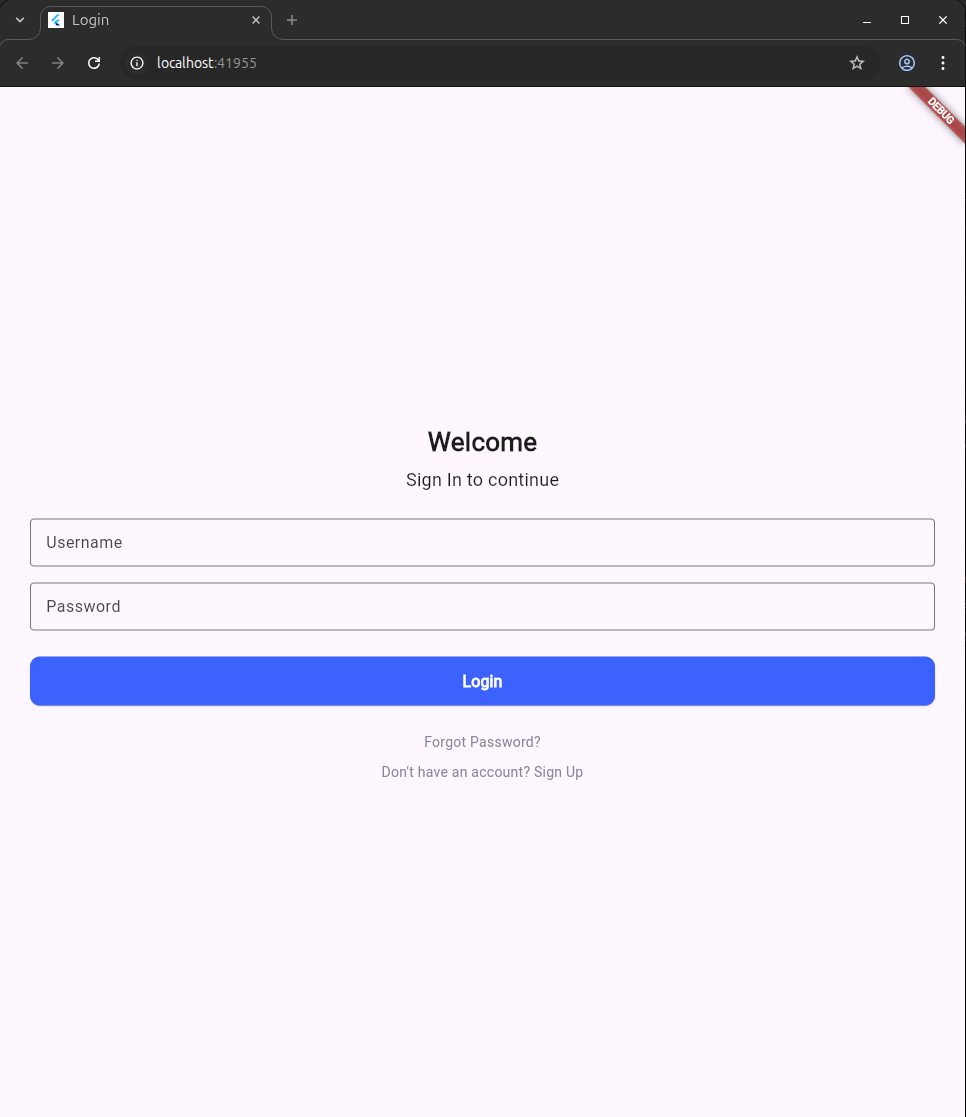 Login
localhost:41955
DEBUG
Welcome
Sign In to continue
Username
Password
Login
Forgot Password?
Don't have an account? Sign Up